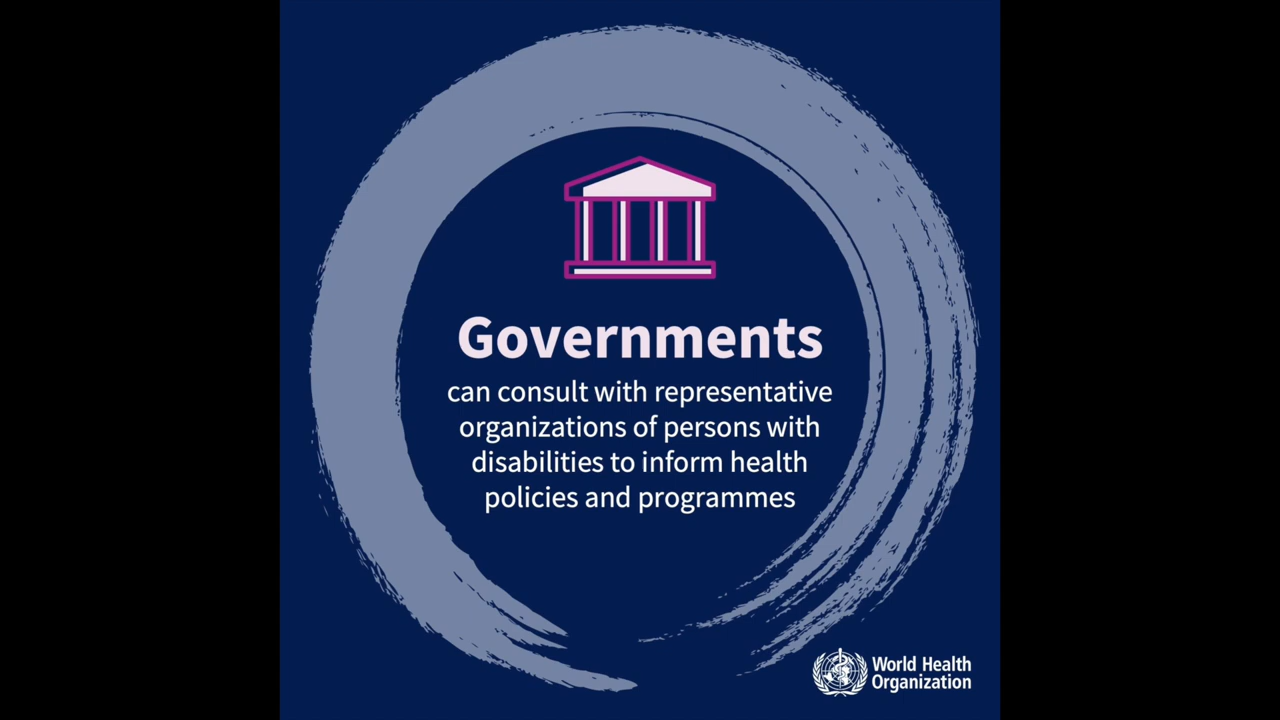 Governments
can consult with representative
organizations of persons with
disabilities to inform health
policies and programmes
World Health
Organization